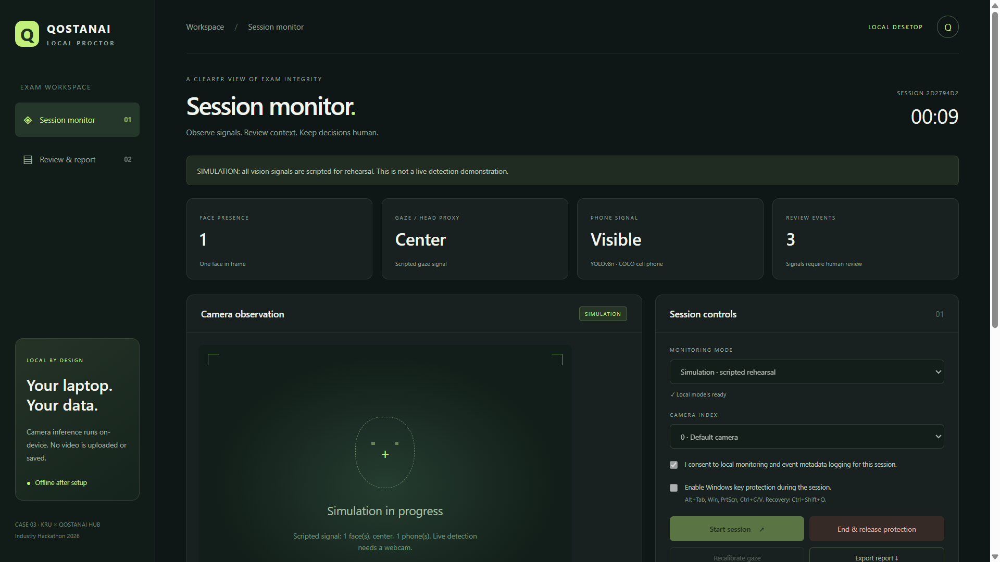 Q
QOSTANAI
LOCAL PROCTOR
EXAM WORKSPACE
Session monitor 01
Review & report 02
LOCAL BY DESIGN
Your laptop.
Your data.
Camera inference runs on-
device. No video is uploaded or
saved.
Offline after setup
CASE 03 · KRU × QOSTANAI HUB
Industry Hackathon 2026
Workspace / Session monitor
LOCAL DESKTOP
Q
A CLEARER VIEW OF EXAM INTEGRITY
Session monitor.
Observe signals. Review context. Keep decisions human.
SESSION 2D2794D2
00:09
SIMULATION: all vision signals are scripted for rehearsal. This is not a live detection demonstration.
FACE PRESENCE
1
One face in frame
GAZE / HEAD PROXY
Center
Scripted gaze signal
PHONE SIGNAL
Visible
YOLOv8n · COCO cell phone
REVIEW EVENTS
3
Signals require human review
Camera observation
SIMULATION
Simulation in progress
Scripted signal: 1 face(s), center, 1 phone(s). Live detection
needs a webcam.
Session controls 01
MONITORING MODE
Simulation · scripted rehearsal
✓ Local models ready
CAMERA INDEX
0 · Default camera
I consent to local monitoring and event metadata logging for this session.
Enable Windows key protection during the session.
Alt+Tab, Win, PrtScn, Ctrl+C/V. Recovery: Ctrl+Shift+Q.
Start session ↗
End & release protection
Recalibrate gaze
Export report ↓